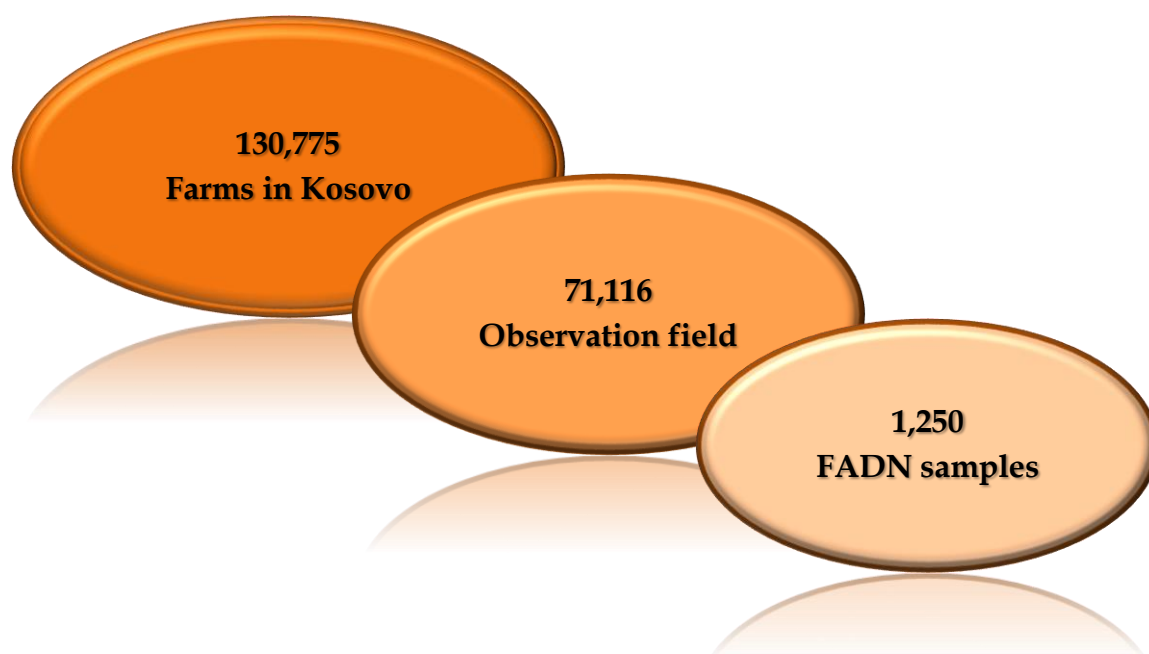 130,775
Farms in Kosovo
71,116
Observation field
1,250
FADN samples